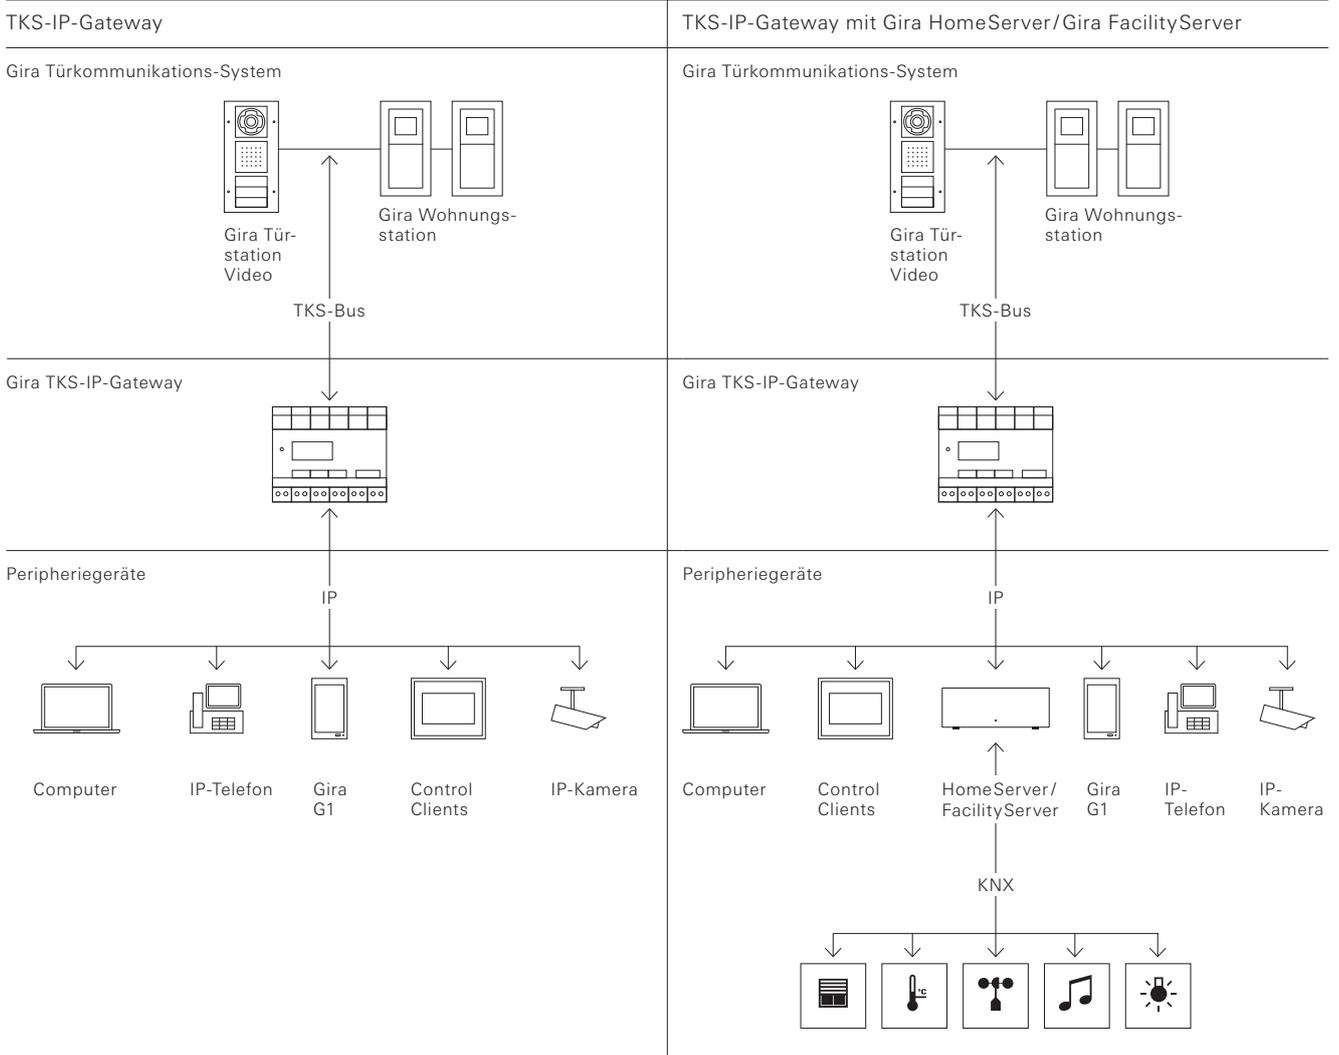 TKS-IP-Gateway
Gira Türkommunikations-System
Gira Tür-
station
Video
Gira Wohnungs-
station
TKS-Bus
Gira TKS-IP-Gateway
Peripheriegeräte
IP
Computer
IP-Telefon
Gira
G1
Control
Clients
IP-Kamera
TKS-IP-Gateway mit Gira HomeServer/Gira FacilityServer
Gira Türkommunikations-System
Gira Tür-
station
Video
Gira Wohnungs-
station
TKS-Bus
Gira TKS-IP-Gateway
Peripheriegeräte
IP
Computer
Control
Clients
HomeServer/
FacilityServer
Gira
G1
IP-
Telefon
IP-
Kamera
KNX
°C